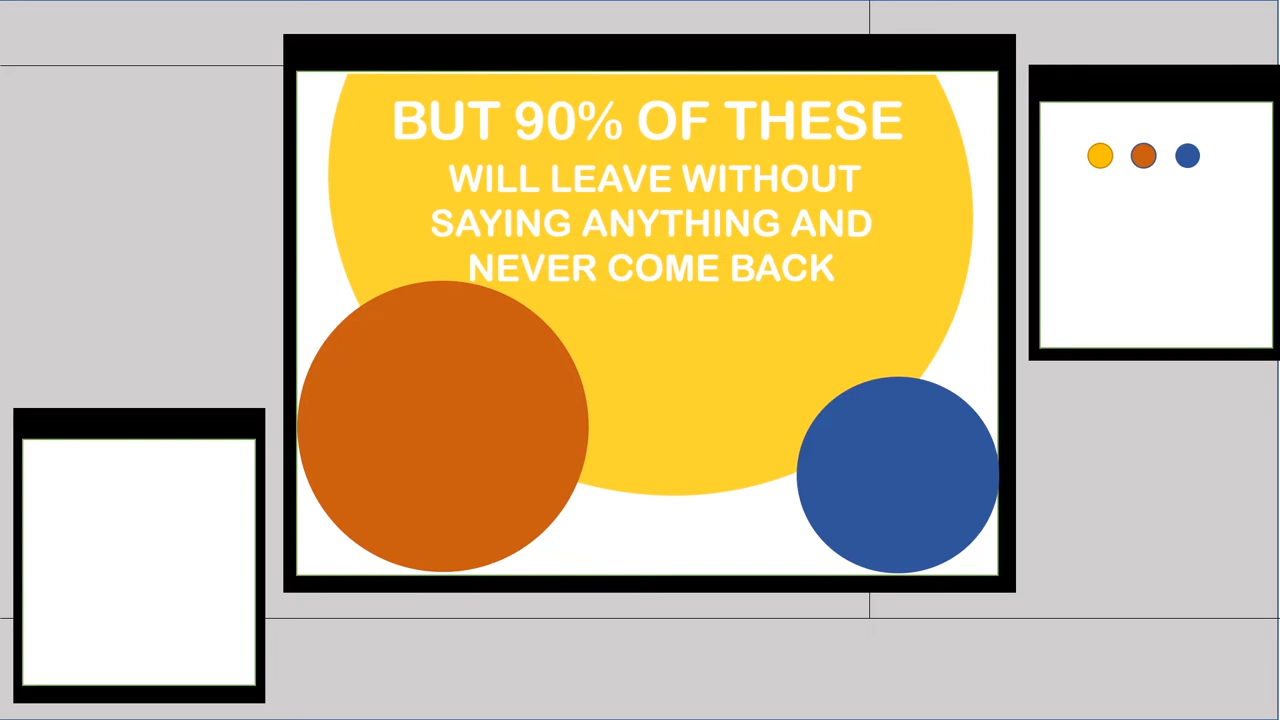 BUT 90% OF THESE
WILL LEAVE WITHOUT
SAYING ANYTHING AND
NEVER COME BACK